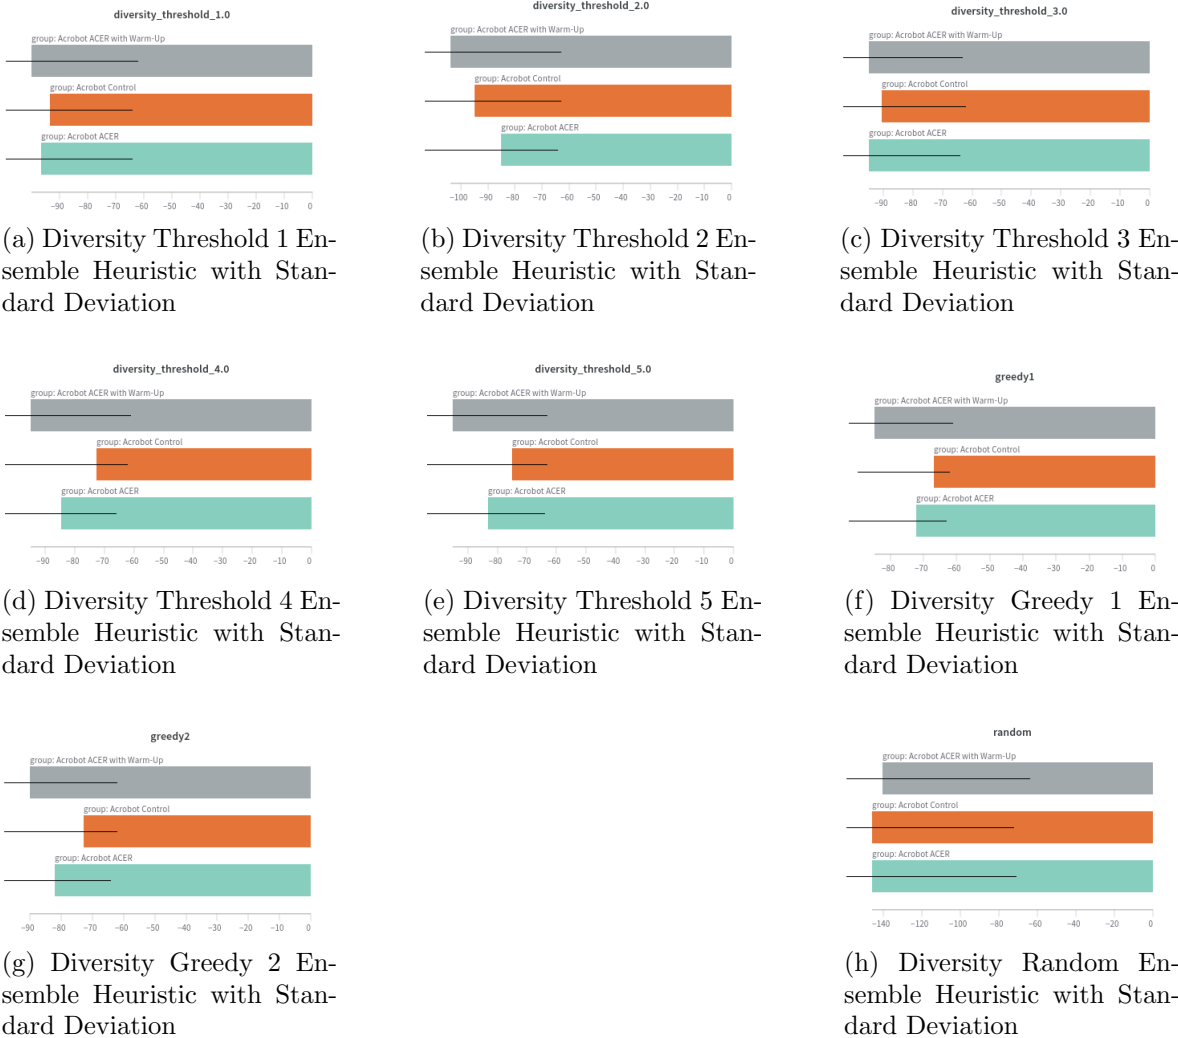 diversity_threshold_1.0
group: Acrobot ACER with Warm-Up
group: Acrobot Control
group: Acrobot ACER
−90 −80 −70 −60 −50 −40 −30 −20 −10 0
(a) Diversity Threshold 1 En-
semble Heuristic with Stan-
dard Deviation
diversity_threshold_2.0
group: Acrobot ACER with Warm-Up
group: Acrobot Control
group: Acrobot ACER
−100 −90 −80 −70 −60 −50 −40 −30 −20 −10 0
(b) Diversity Threshold 2 En-
semble Heuristic with Stan-
dard Deviation
diversity_threshold_3.0
group: Acrobot ACER with Warm-Up
group: Acrobot Control
group: Acrobot ACER
−90 −80 −70 −60 −50 −40 −30 −20 −10 0
(c) Diversity Threshold 3 En-
semble Heuristic with Stan-
dard Deviation
diversity_threshold_4.0
group: Acrobot ACER with Warm-Up
group: Acrobot Control
group: Acrobot ACER
−90 −80 −70 −60 −50 −40 −30 −20 −10 0
(d) Diversity Threshold 4 En-
semble Heuristic with Stan-
dard Deviation
diversity_threshold_5.0
group: Acrobot ACER with Warm-Up
group: Acrobot Control
group: Acrobot ACER
−90 −80 −70 −60 −50 −40 −30 −20 −10 0
(e) Diversity Threshold 5 En-
semble Heuristic with Stan-
dard Deviation
greedy1
group: Acrobot ACER with Warm-Up
group: Acrobot Control
group: Acrobot ACER
−80 −70 −60 −50 −40 −30 −20 −10 0
(f) Diversity Greedy 1 En-
semble Heuristic with Stan-
dard Deviation
greedy2
group: Acrobot ACER with Warm-Up
group: Acrobot Control
group: Acrobot ACER
−90 −80 −70 −60 −50 −40 −30 −20 −10 0
(g) Diversity Greedy 2 En-
semble Heuristic with Stan-
dard Deviation
random
group: Acrobot ACER with Warm-Up
group: Acrobot Control
group: Acrobot ACER
−140 −120 −100 −80 −60 −40 −20 0
(h) Diversity Random En-
semble Heuristic with Stan-
dard Deviation